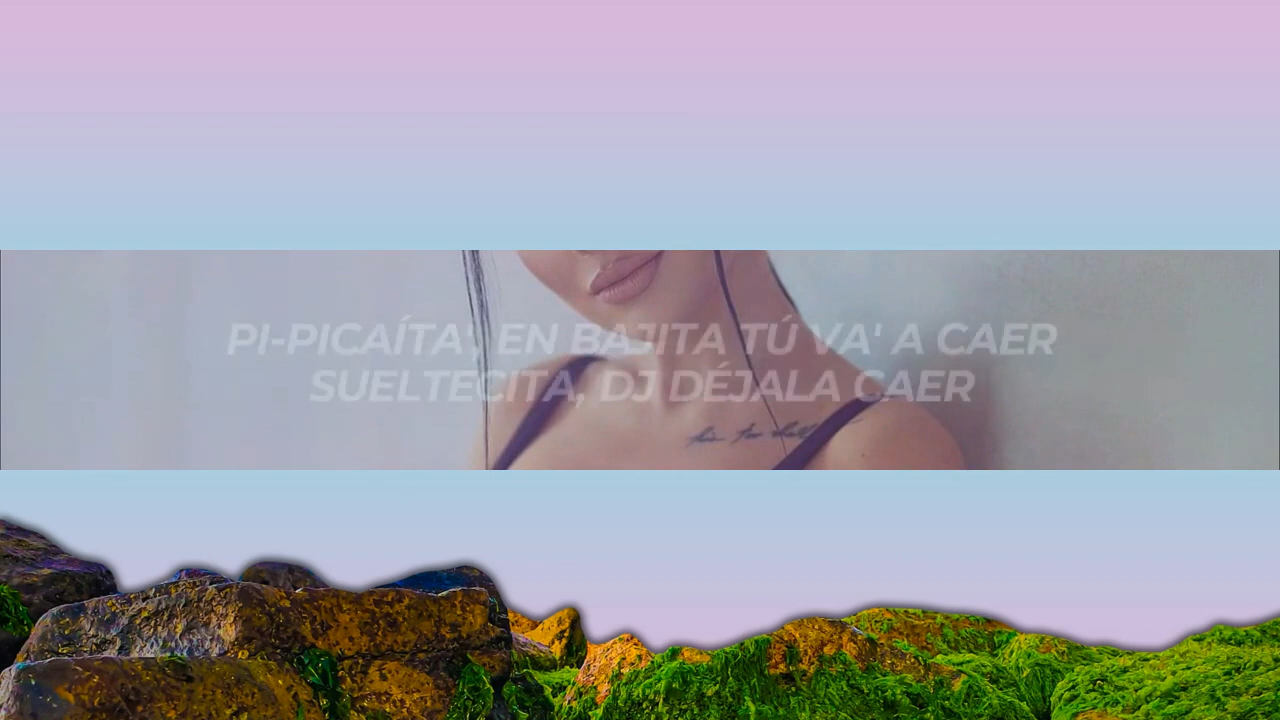 PI-PICAÍTA', EN BAJITA TÚ VA' A CAER
SUELTECITA, DJ DÉJALA CAER